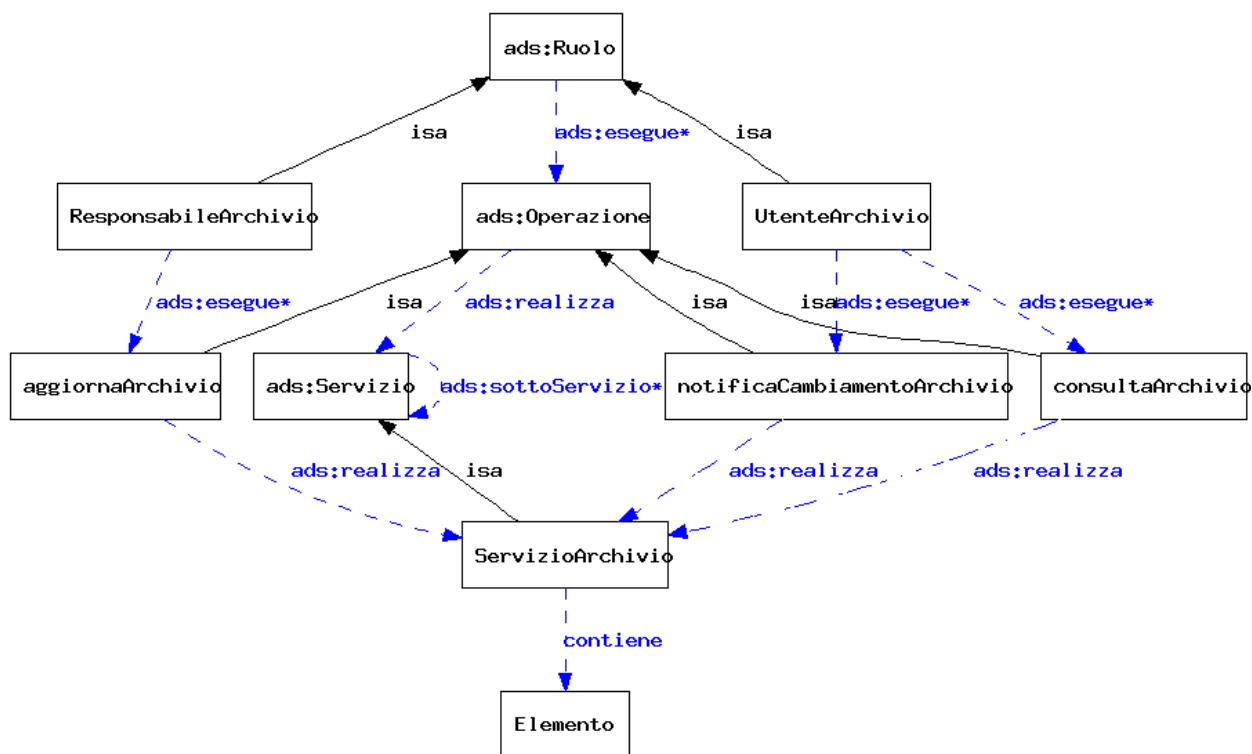 ads:Ruolo
isa
ads:esegue*
isa
ResponsabileArchivio
ads:Operazione
UtenteArchivio
ads:esegue*
isa
ads:realizza
isa
isa
ads:esegue*
ads:esegue*
aggiornaArchivio
ads:Servizio
ads:sottoServizio*
notificaCambiamentoArchivio
consultaArchivio
ads:realizza
isa
ads:realizza
ads:realizza
ServizioArchivio
contiene
Elemento